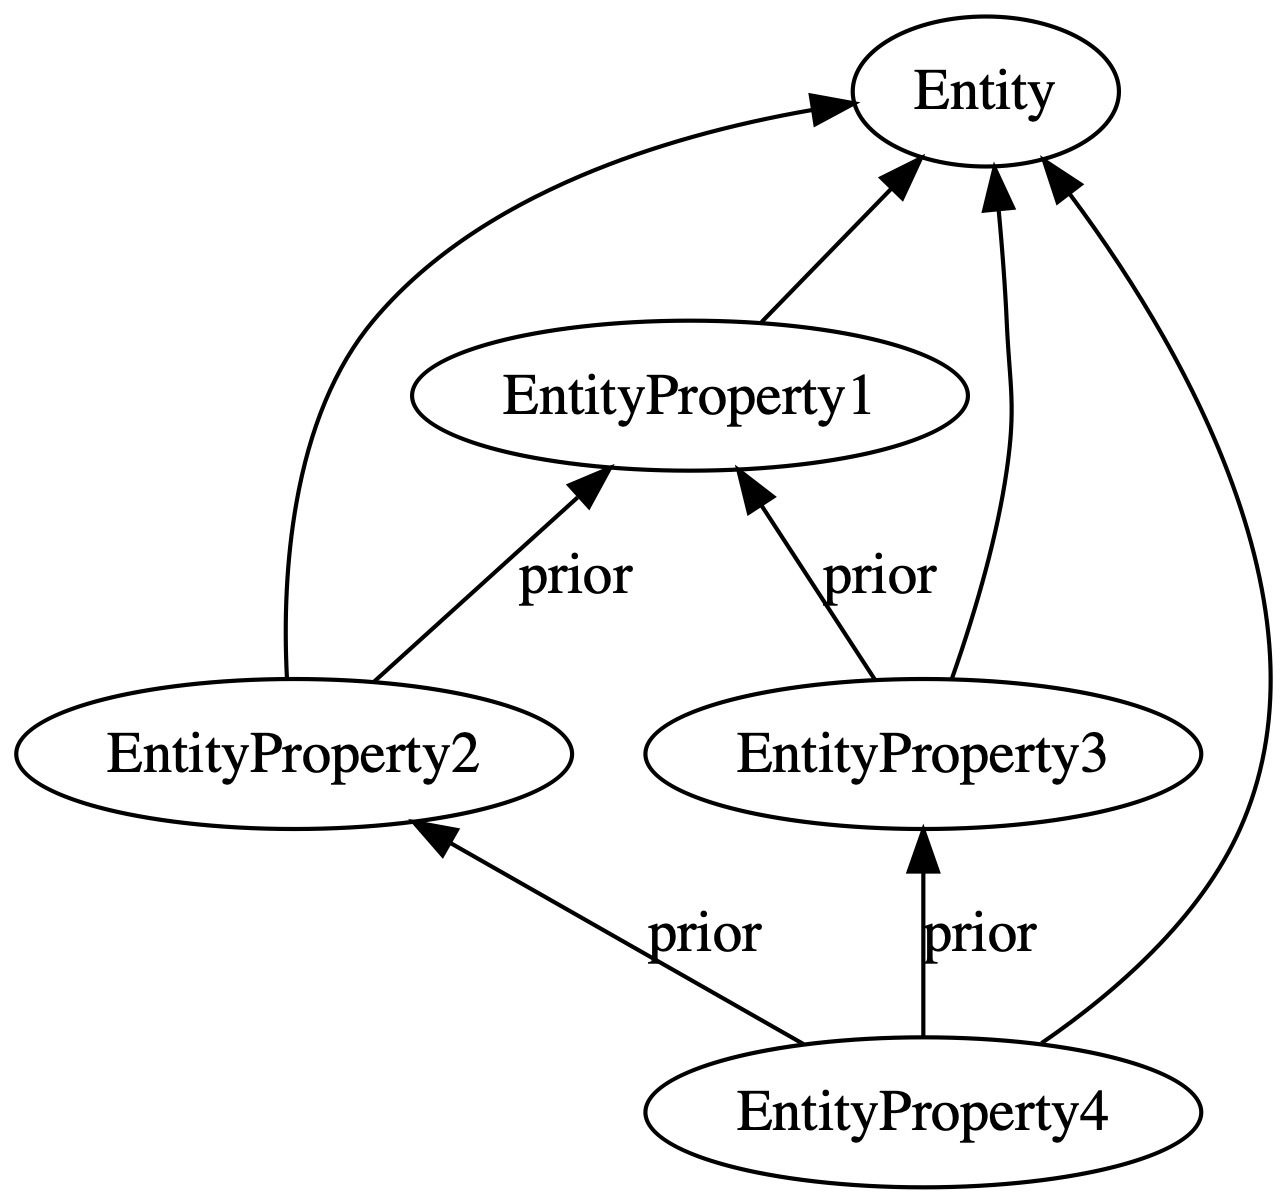 Entity
EntityProperty1
prior
prior
EntityProperty2
EntityProperty3
prior
prior
EntityProperty4